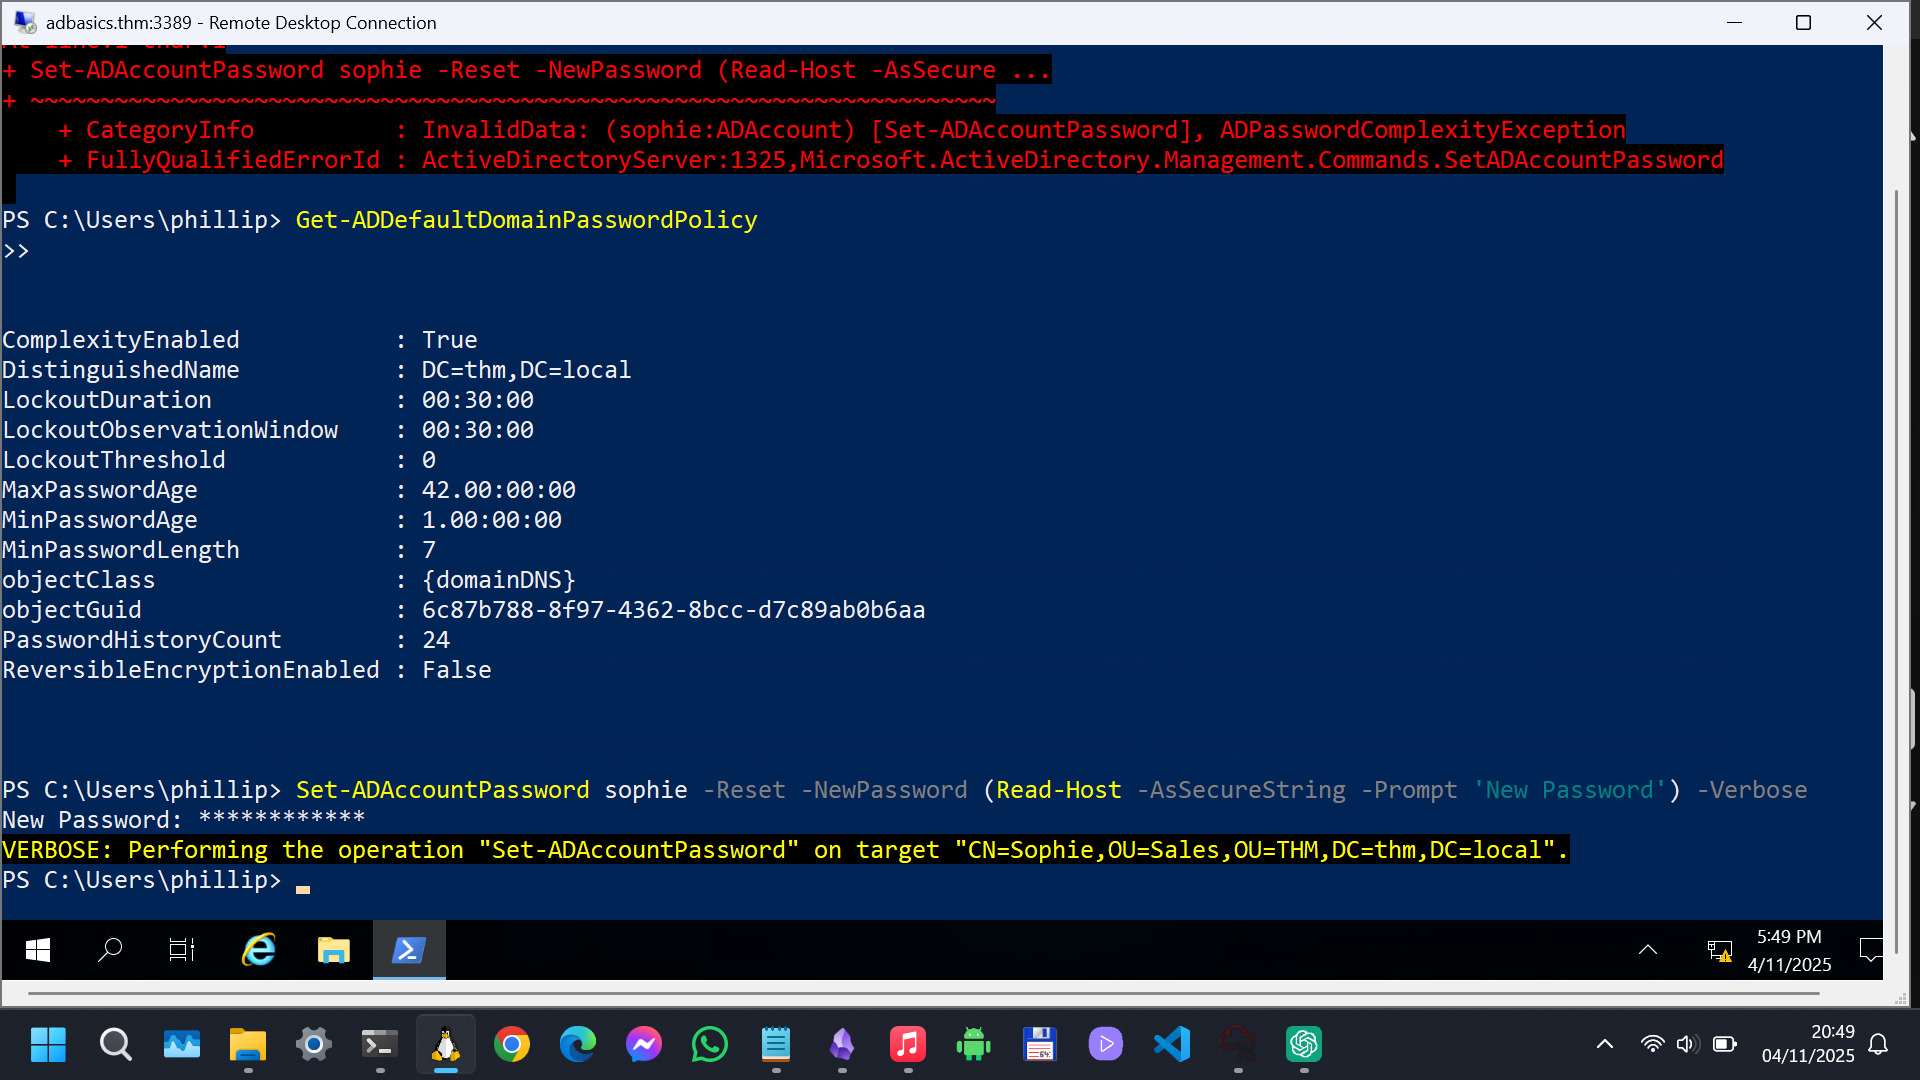 adbasics.thm:3389 - Remote Desktop Connection
+ Set-ADAccountPassword sophie -Reset -NewPassword (Read-Host -AsSecure ...
+ ~~~~~~~~~~~~~~~~~~~~~~~~~~~~~~~~~~~~~~~~~~~~~~~~~~~~~~~~~~~~~~~~~~~~~
    + CategoryInfo          : InvalidData: (sophie:ADAccount) [Set-ADAccountPassword], ADPasswordComplexityException
    + FullyQualifiedErrorId : ActiveDirectoryServer:1325,Microsoft.ActiveDirectory.Management.Commands.SetADAccountPassword
PS C:\Users\phillip> Get-ADDefaultDomainPasswordPolicy
>>
ComplexityEnabled           : True
DistinguishedName           : DC=thm,DC=local
LockoutDuration             : 00:30:00
LockoutObservationWindow    : 00:30:00
LockoutThreshold            : 0
MaxPasswordAge              : 42.00:00:00
MinPasswordAge              : 1.00:00:00
MinPasswordLength           : 7
objectClass                 : {domainDNS}
objectGuid                  : 6c87b788-8f97-4362-8bcc-d7c89ab0b6aa
PasswordHistoryCount        : 24
ReversibleEncryptionEnabled : False
PS C:\Users\phillip> Set-ADAccountPassword sophie -Reset -NewPassword (Read-Host -AsSecureString -Prompt 'New Password') -Verbose
New Password: ************
VERBOSE: Performing the operation "Set-ADAccountPassword" on target "CN=Sophie,OU=Sales,OU=THM,DC=thm,DC=local".
PS C:\Users\phillip>
5:49 PM
4/11/2025
20:49
04/11/2025